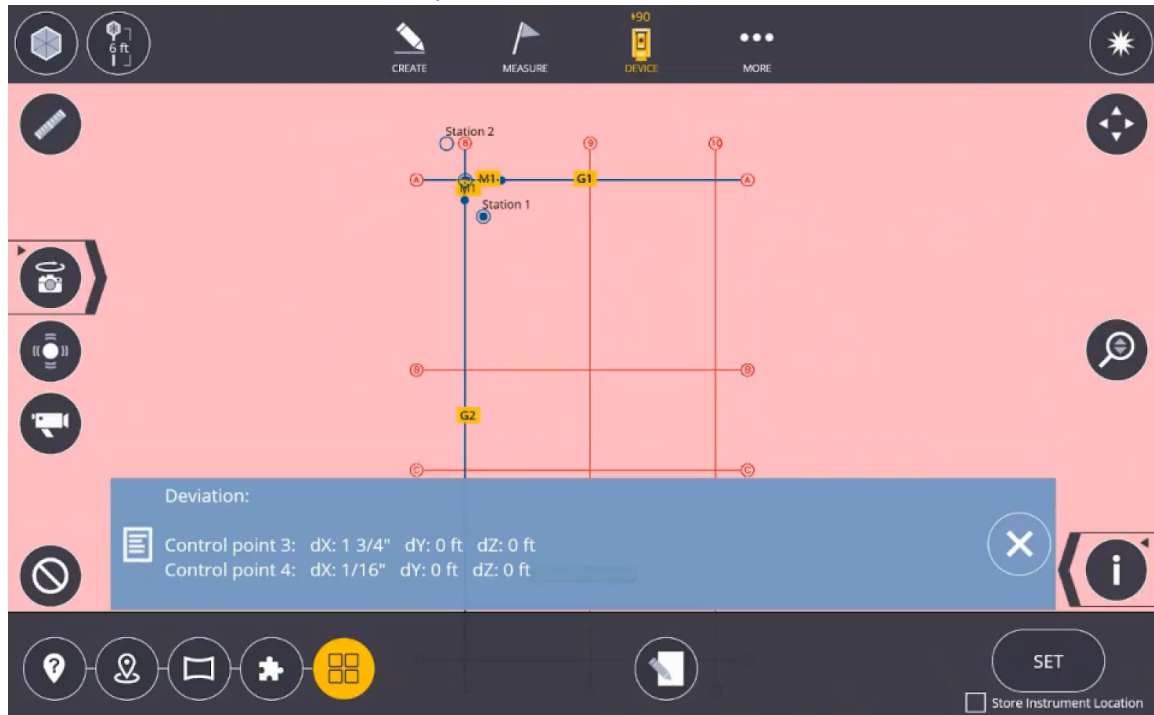 6 ft
CREATE
MEASURE
90
DEVICE
MORE
Station 2
8
9
10
A
M1
G1
A
M1
Station 1
B
B
G2
C
C
Deviation:
Control point 3: dX: 1 3/4" dY: 0 ft dZ: 0 ft
Control point 4: dX: 1/16" dY: 0 ft dZ: 0 ft
i
?
SET
Store Instrument Location